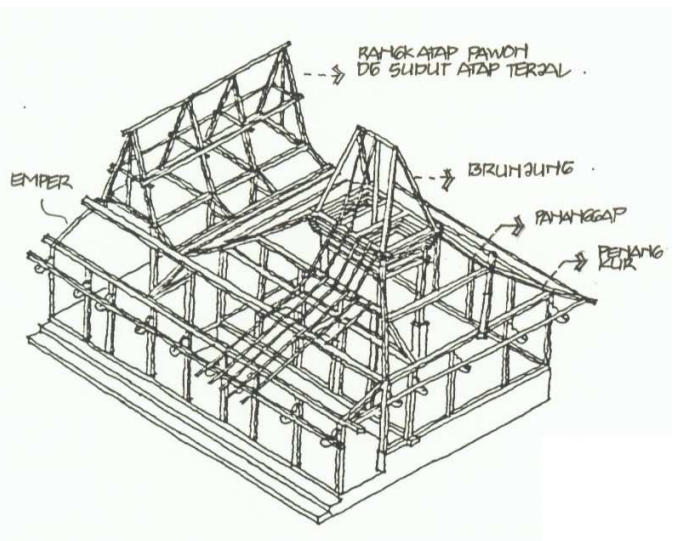 RANGKATAP PAWON
DG SUDUT ATAP TERJAL .
BRUNJUNG .
EMPER
PANANGGAP
PENANG
KUR